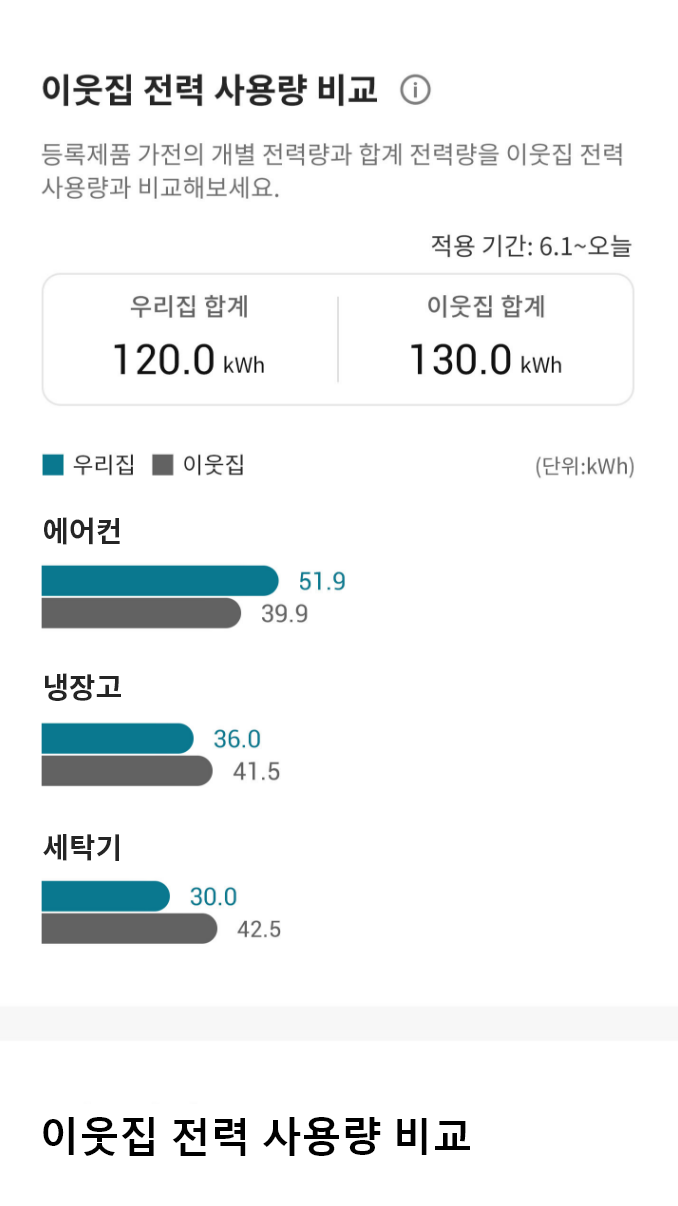 이웃집 전력 사용량 비교 ⓘ
등록제품 가전의 개별 전력량과 합계 전력량을 이웃집 전력
사용량과 비교해보세요.
적용 기간: 6.1~오늘
우리집 합계 이웃집 합계
120.0 kWh 130.0 kWh
우리집 이웃집 (단위:kWh)
에어컨
51.9
39.9
냉장고
36.0
41.5
세탁기
30.0
42.5
이웃집 전력 사용량 비교